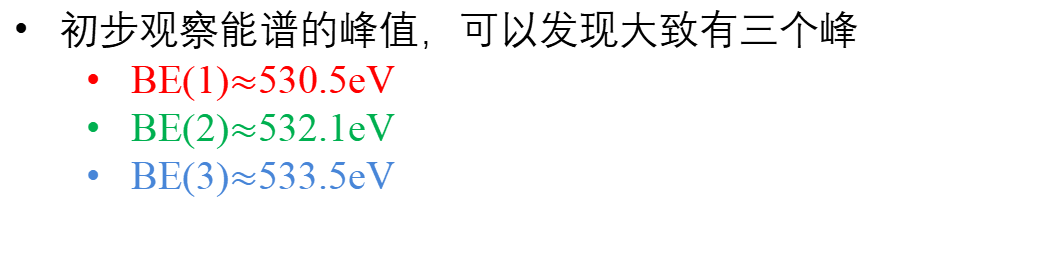 • 初步观察能谱的峰值，可以发现大致有三个峰
• BE(1)≈530.5eV
• BE(2)≈532.1eV
• BE(3)≈533.5eV